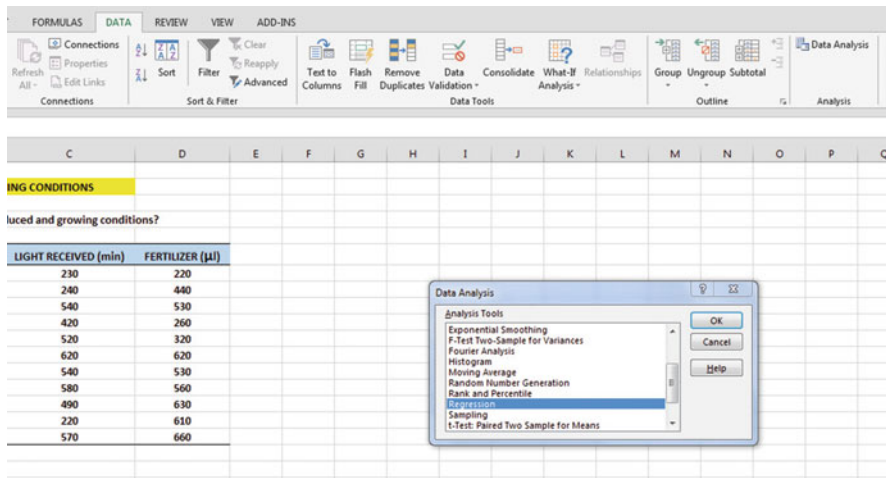 FORMULAS DATA REVIEW VIEW ADD-INS
Connections
Properties
Edit Links
Refresh
All
Connections
Sort
Filter
Clear
Reapply
Advanced
Sort & Filter
Text to
Columns
Flash
Fill
Remove
Duplicates
Data
Validation
Consolidate
What-If
Analysis
Relationships
Data Tools
Group
Ungroup
Subtotal
Outline
Data Analysis
Analysis
C D E F G H I J K L M N O P
ING CONDITIONS
luced and growing conditions?
LIGHT RECEIVED (min) FERTILIZER (µl)
230 220
240 440
540 530
420 260
520 320
620 620
540 530
580 560
490 630
220 610
570 660
Data Analysis
Analysis Tools
Exponential Smoothing
F-Test Two-Sample for Variances
Fourier Analysis
Histogram
Moving Average
Random Number Generation
Rank and Percentile
Regression
Sampling
t-Test: Paired Two Sample for Means
OK
Cancel
Help